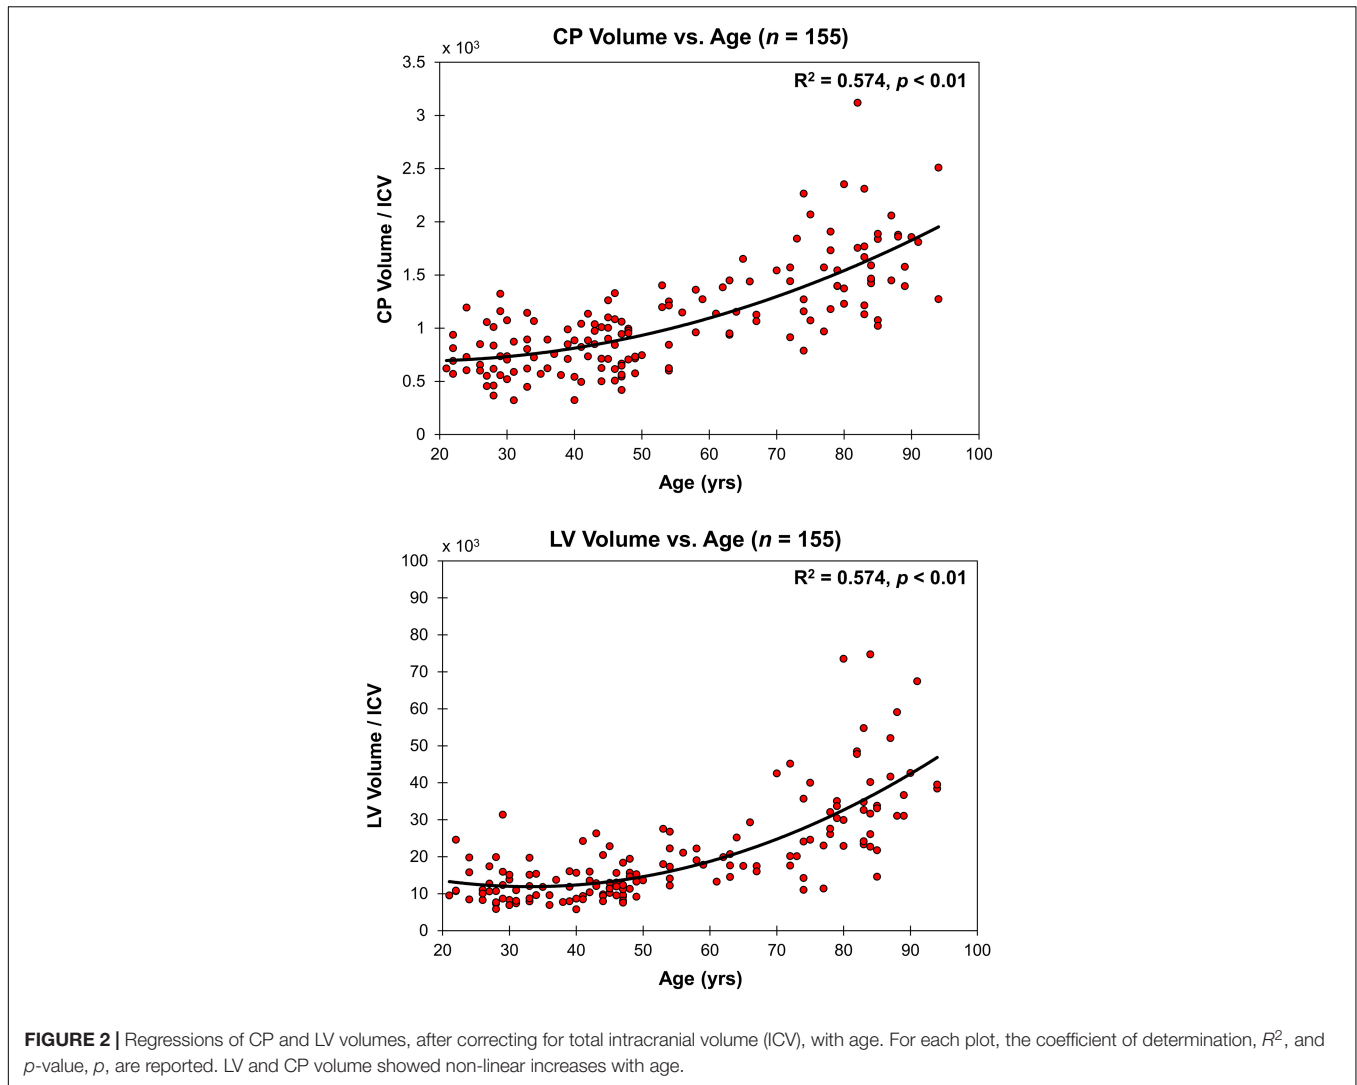 CP Volume vs. Age (n = 155)
x 10³
R² = 0.574, p < 0.01
3.5
3
2.5
2
1.5
1
0.5
0
CP Volume / ICV
20 30 40 50 60 70 80 90 100
Age (yrs)
LV Volume vs. Age (n = 155)
x 10³
R² = 0.574, p < 0.01
100
90
80
70
60
50
40
30
20
10
0
LV Volume / ICV
20 30 40 50 60 70 80 90 100
Age (yrs)
FIGURE 2 | Regressions of CP and LV volumes, after correcting for total intracranial volume (ICV), with age. For each plot, the coefficient of determination, R², and
p-value, p, are reported. LV and CP volume showed non-linear increases with age.